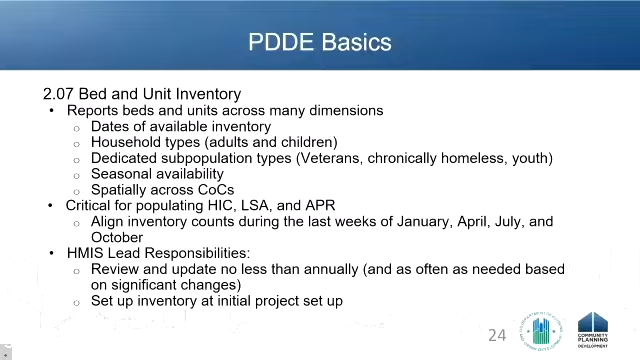 PDDE Basics
2.07 Bed and Unit Inventory
• Reports beds and units across many dimensions
o Dates of available inventory
o Household types (adults and children)
o Dedicated subpopulation types (Veterans, chronically homeless, youth)
o Seasonal availability
o Spatially across CoCs
• Critical for populating HIC, LSA, and APR
o Align inventory counts during the last weeks of January, April, July, and
October
• HMIS Lead Responsibilities:
o Review and update no less than annually (and as often as needed based
on significant changes)
o Set up inventory at initial project set up
24
COMMUNITY
PLANNING
DEVELOPMENT